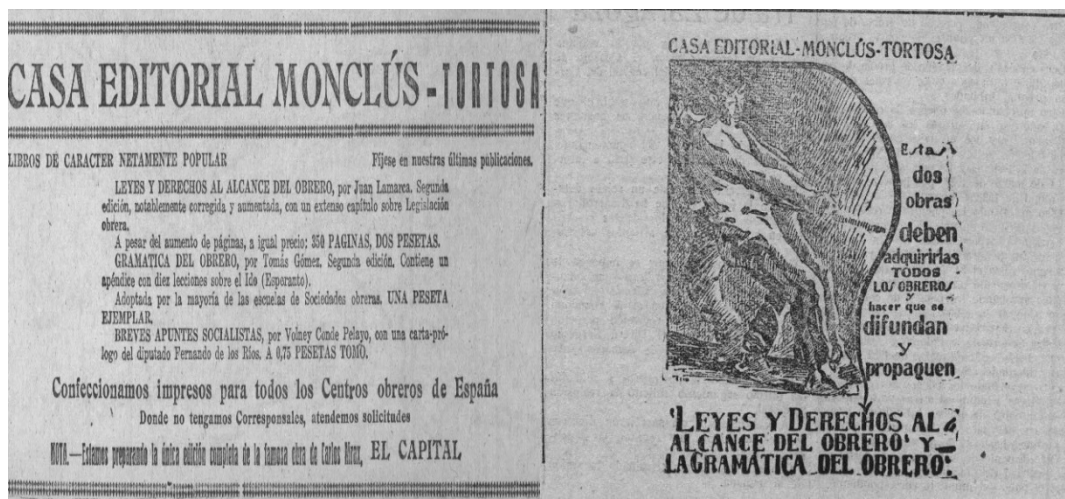 CASA EDITORIAL MONCLÚS - TORTOSA
LIBROS DE CARACTER NETAMENTE POPULAR
Fíjese en nuestras últimas publicaciones.
LEYES Y DERECHOS AL ALCANCE DEL OBRERO, por Juan Lamarca. Segunda
edición, notablemente corregida y aumentada, con un extenso capítulo sobre Legislación
obrera.
A pesar del aumento de páginas, a igual precio: 350 PAGINAS, DOS PESETAS.
GRAMATICA DEL OBRERO, por Tomás Gómez. Segunda edición. Contiene un
apéndice con diez lecciones sobre el Ido (Esperanto).
Adoptada por la mayoría de las escuelas de Sociedades obreras. UNA PESETA
EJEMPLAR.
BREVES APUNTES SOCIALISTAS, por Volney Conde Pelayo, con una carta-pró-
logo del diputado Fernando de los Ríos. A 0,75 PESETAS TOMO.
Confeccionamos impresos para todos los Centros obreros de España
Donde no tengamos Corresponsales, atendemos solicitudes
NOTA.—Estamos preparando la única edición completa de la famosa obra de Carlos Marx, EL CAPITAL
CASA EDITORIAL-MONCLÚS-TORTOSA
Estas
dos
obras
deben
adquirirlas
TODOS
LOS OBREROS
y
hacer que se
difundan
y
propaguen
'LEYES Y DERECHOS AL
ALCANCE DEL OBRERO' Y
LA GRAMÁTICA DEL OBRERO'.